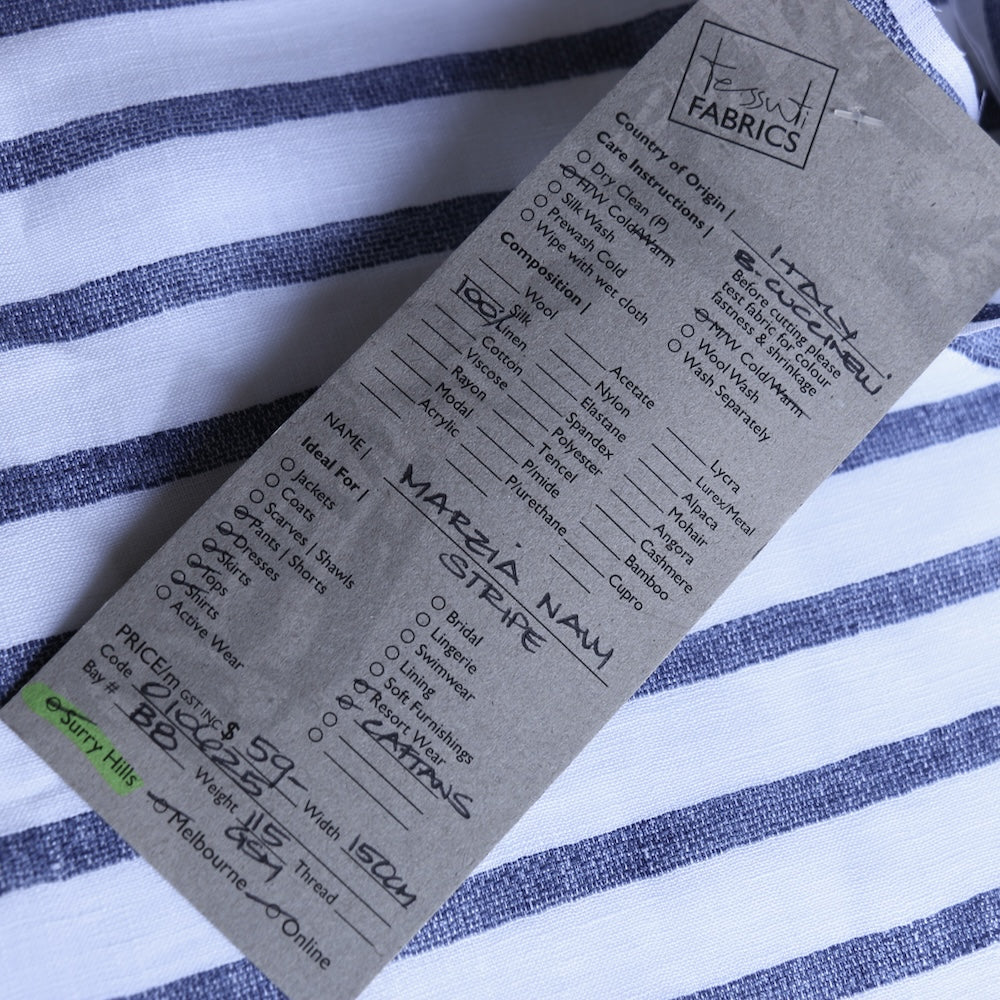 tessuti
FABRICS
Country of Origin | ITALY
B. CUCCINELLI
Care Instructions | Before cutting please
test fabric for colour
fastness & shrinkage
Dry Clean (P)
H/W Cold/Warm
Silk Wash
Prewash Cold
Wipe with wet cloth
M/W Cold/Warm
Wool Wash
Wash Separately
Composition |
Wool
Silk
100% Linen
Cotton
Viscose
Rayon
Modal
Acrylic
Acetate
Nylon
Elastane
Spandex
Polyester
Tencel
P/mide
P/urethane
Lycra
Lurex/Metal
Alpaca
Mohair
Angora
Cashmere
Bamboo
Cupro
NAME | MARZIA NAVY
STRIPE
Ideal For |
Jackets
Coats
Scarves | Shawls
Pants | Shorts
Dresses
Skirts
Tops
Shirts
Active Wear
Bridal
Lingerie
Swimwear
Lining
Soft Furnishings
Resort Wear
CAFTANS
PRICE/m GST INC $ 59-
Code 010625 Width 150CM
Bay # BB Weight 115 GSM Thread
Surry Hills Melbourne Online